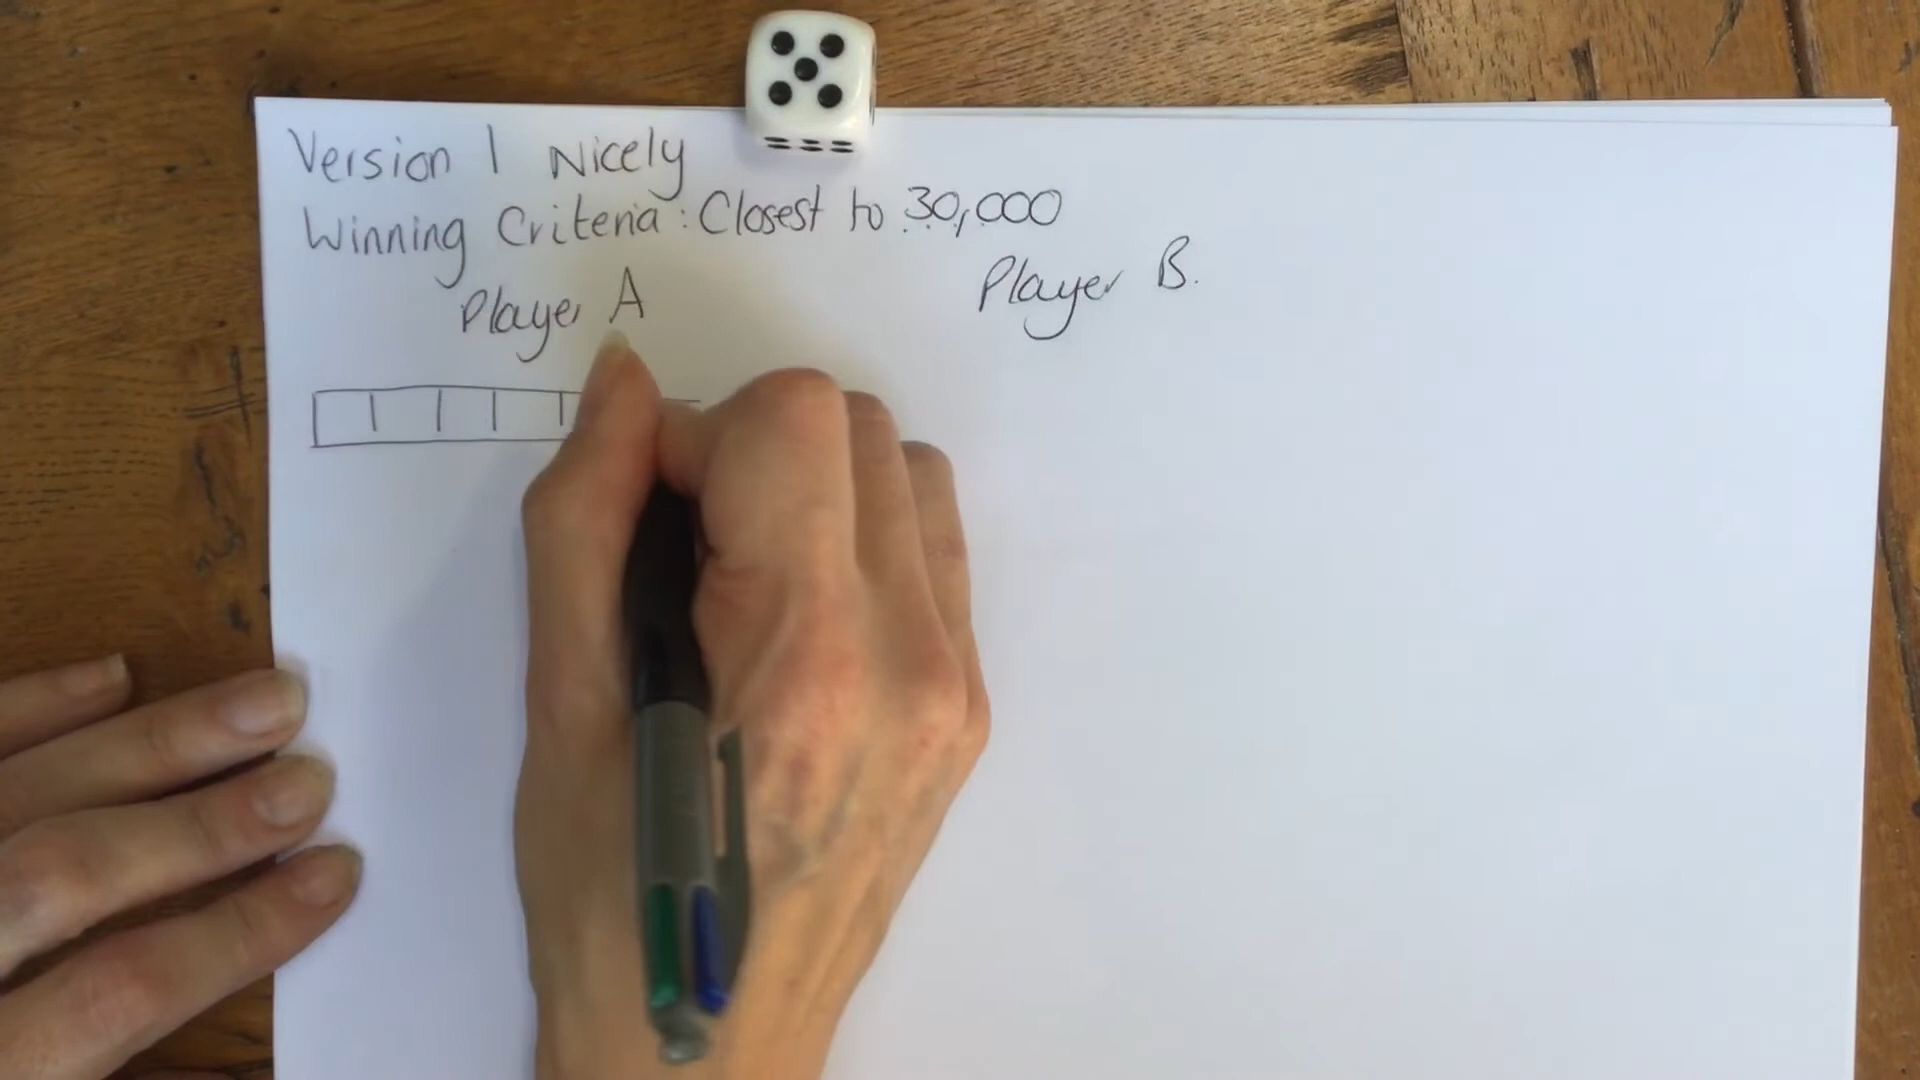 Version 1 Nicely
Winning Criteria: Closest to 30,000
Player A
Player B.